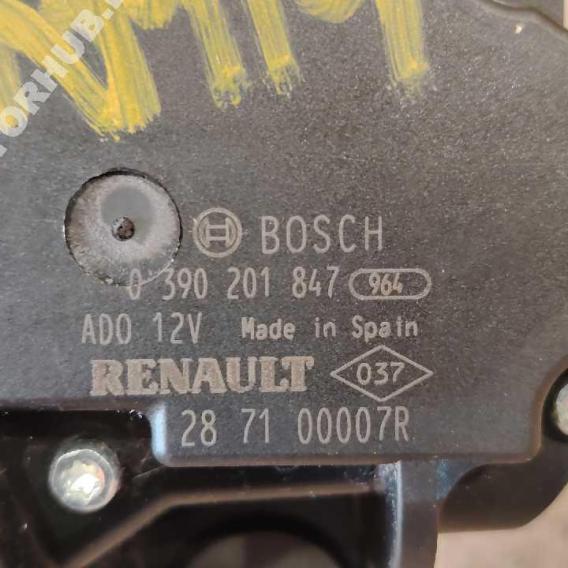 BOSCH
0 390 201 847 964
ADO 12V Made in Spain
RENAULT 037
28 71 00007R